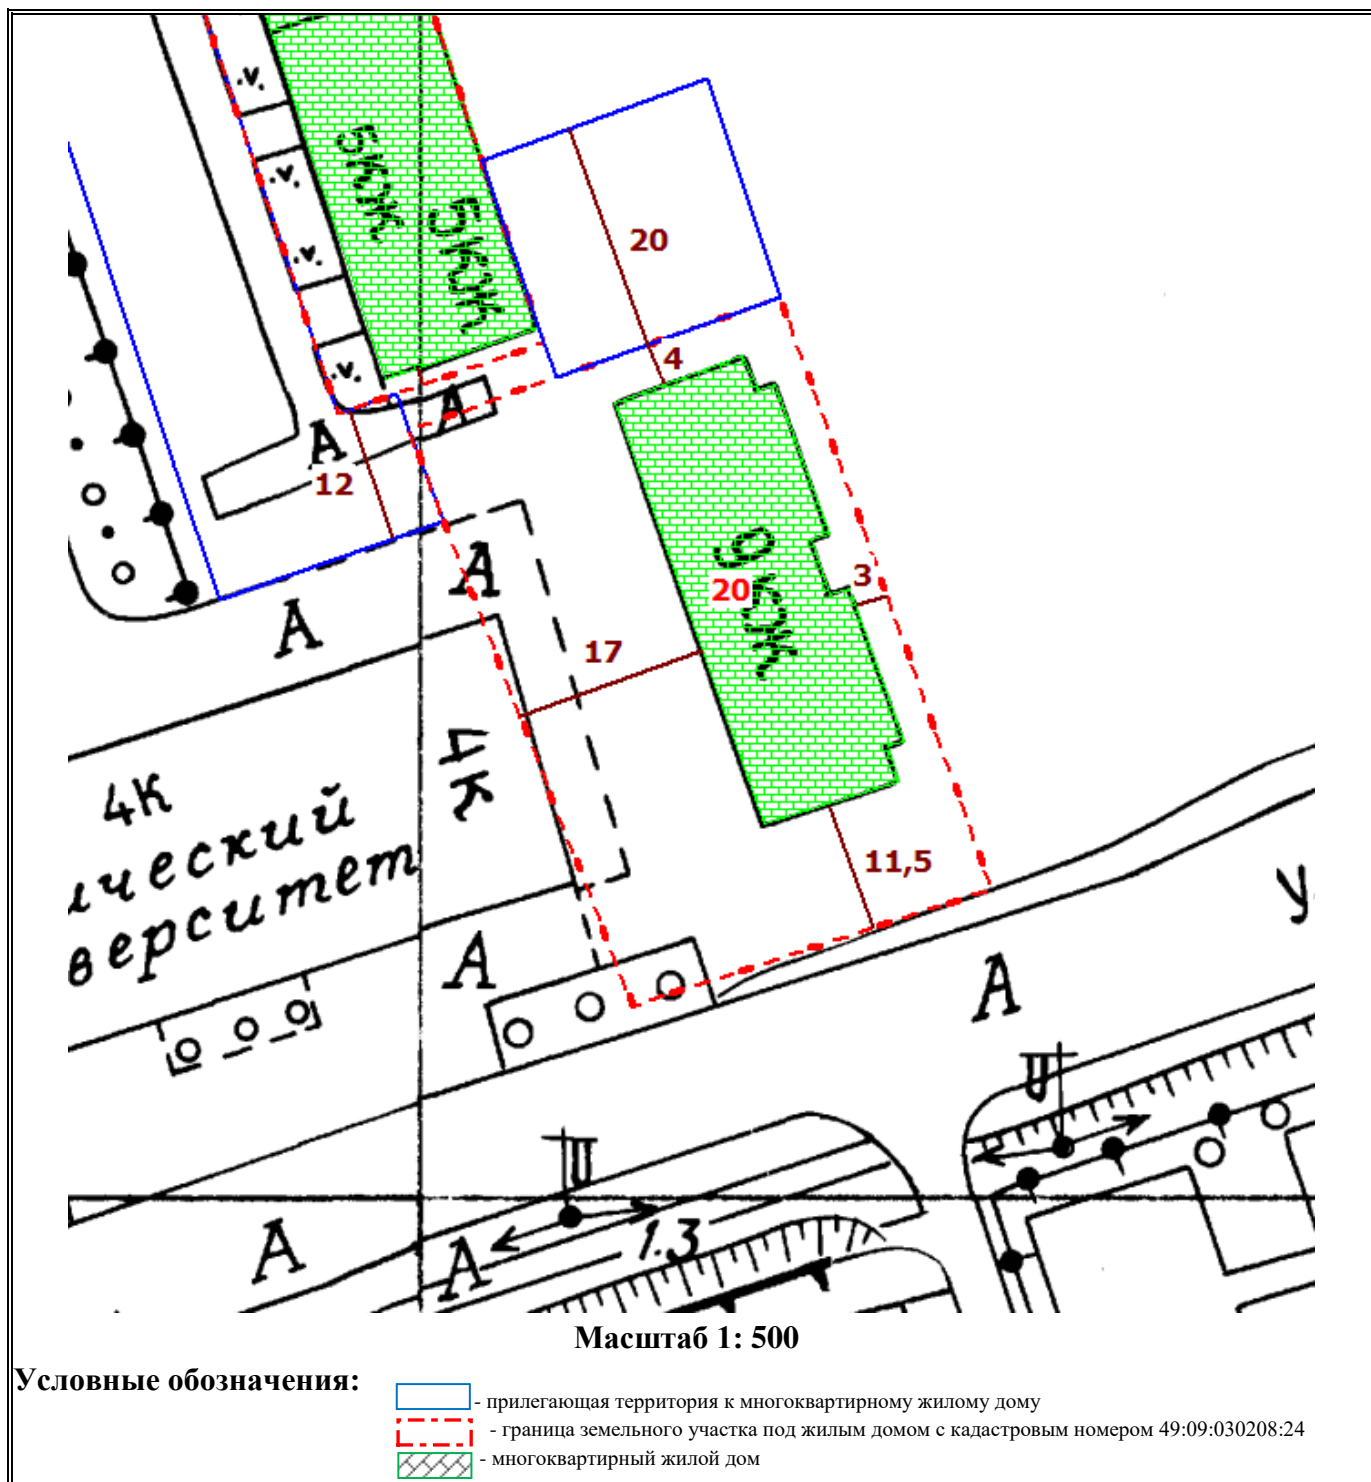 5КЖ
5КЖ
20
4
А
А
12
А
А
9КЖ
20
3
17
4К
4К
ический
верситет
11,5
У
А
А
А
А
1.3
Масштаб 1: 500
Условные обозначения:
- прилегающая территория к многоквартирному жилому дому
- граница земельного участка под жилым домом с кадастровым номером 49:09:030208:24
- многоквартирный жилой дом